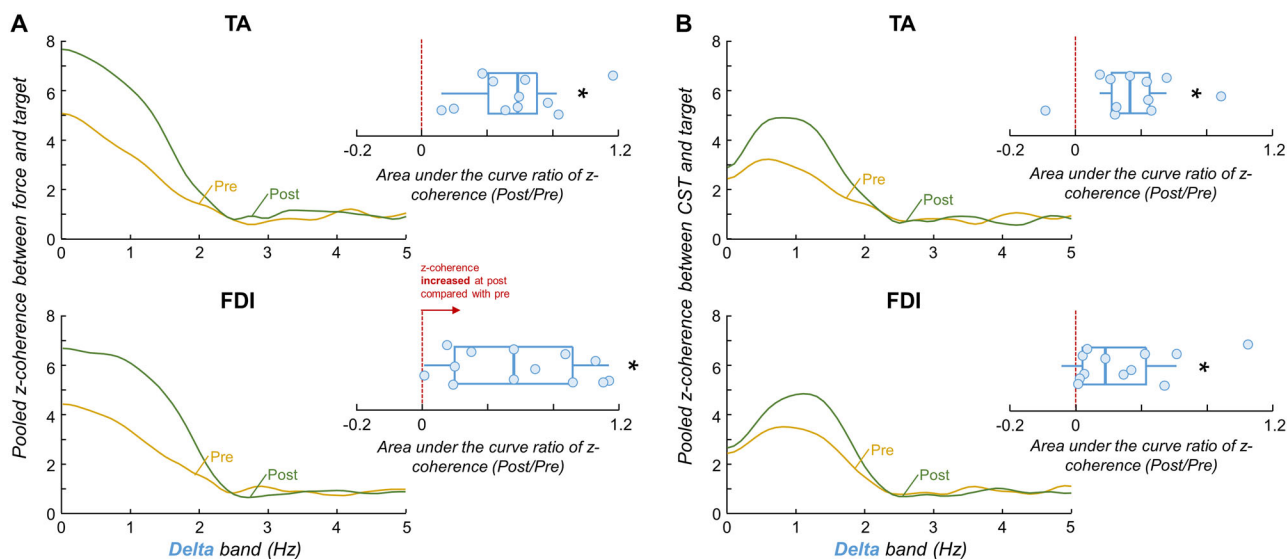 A
TA
Pooled z-coherence between force and target
8
6
4
2
0
0
1
2
3
4
5
Pre
Post
*
-0.2
0
1.2
Area under the curve ratio of z-
coherence (Post/Pre)
FDI
z-coherence
increased at post
compared with pre
8
6
4
2
0
0
1
2
3
4
5
Pre
Post
*
-0.2
0
1.2
Area under the curve ratio of z-
coherence (Post/Pre)
Delta band (Hz)
B
TA
Pooled z-coherence between CST and target
8
6
4
2
0
0
1
2
3
4
5
Pre
Post
*
-0.2
0
1.2
Area under the curve ratio of z-
coherence (Post/Pre)
FDI
8
6
4
2
0
0
1
2
3
4
5
Pre
Post
*
-0.2
0
1.2
Area under the curve ratio of z-
coherence (Post/Pre)
Delta band (Hz)